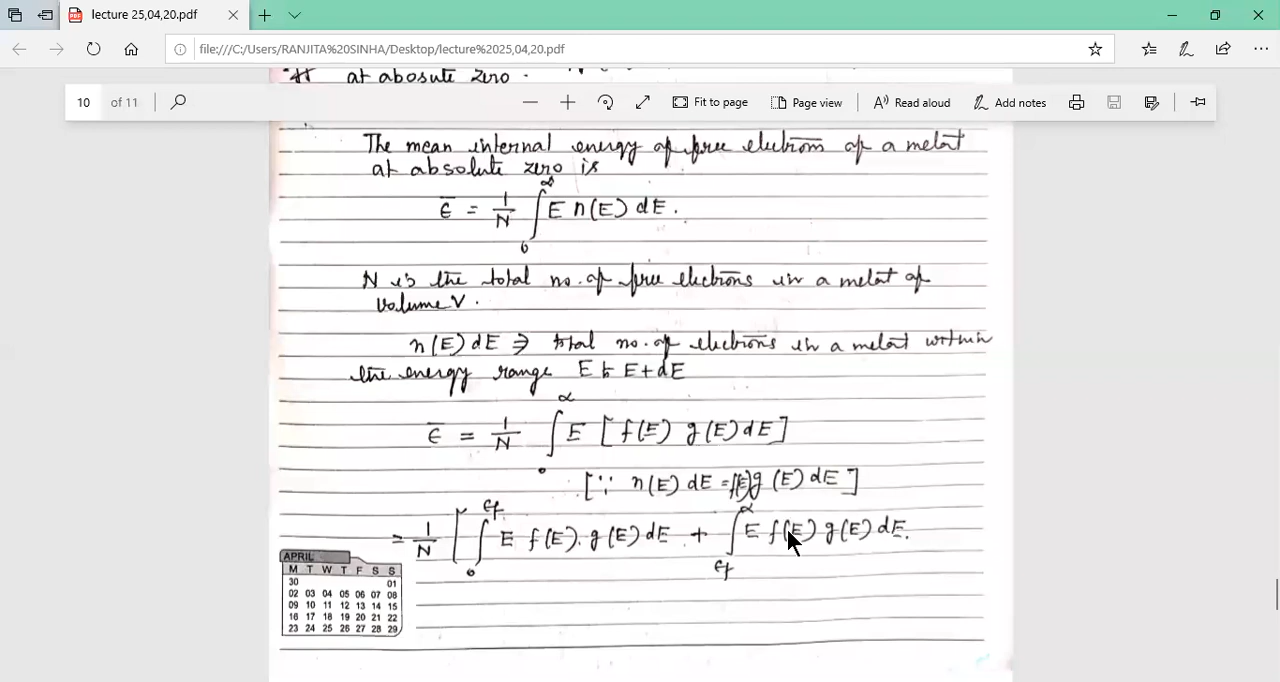 lecture 25,04,20.pdf
file:///C:/Users/RANJITA%20SINHA/Desktop/lecture%2025,04,20.pdf
at abosute zero.
10 of 11 Fit to page Page view Read aloud Add notes
The mean internal energy of free electrons of a metal
at absolute zero is
ε̄ = 1/N ∫₀^∞ E n(E) dE.
N is the total no. of free electrons in a metal of
volume V.
n(E) dE ⇒ total no. of electrons in a metal within
the energy range E to E+dE
ε̄ = 1/N ∫₀^∞ E [f(E) g(E) dE]
[∵ n(E) dE = f(E) g(E) dE]
= 1/N [∫₀^εf E f(E). g(E) dE + ∫_εf^∞ E f(E) g(E) dE.
APRIL
M T W T F S S
30 01
02 03 04 05 06 07 08
09 10 11 12 13 14 15
16 17 18 19 20 21 22
23 24 25 26 27 28 29